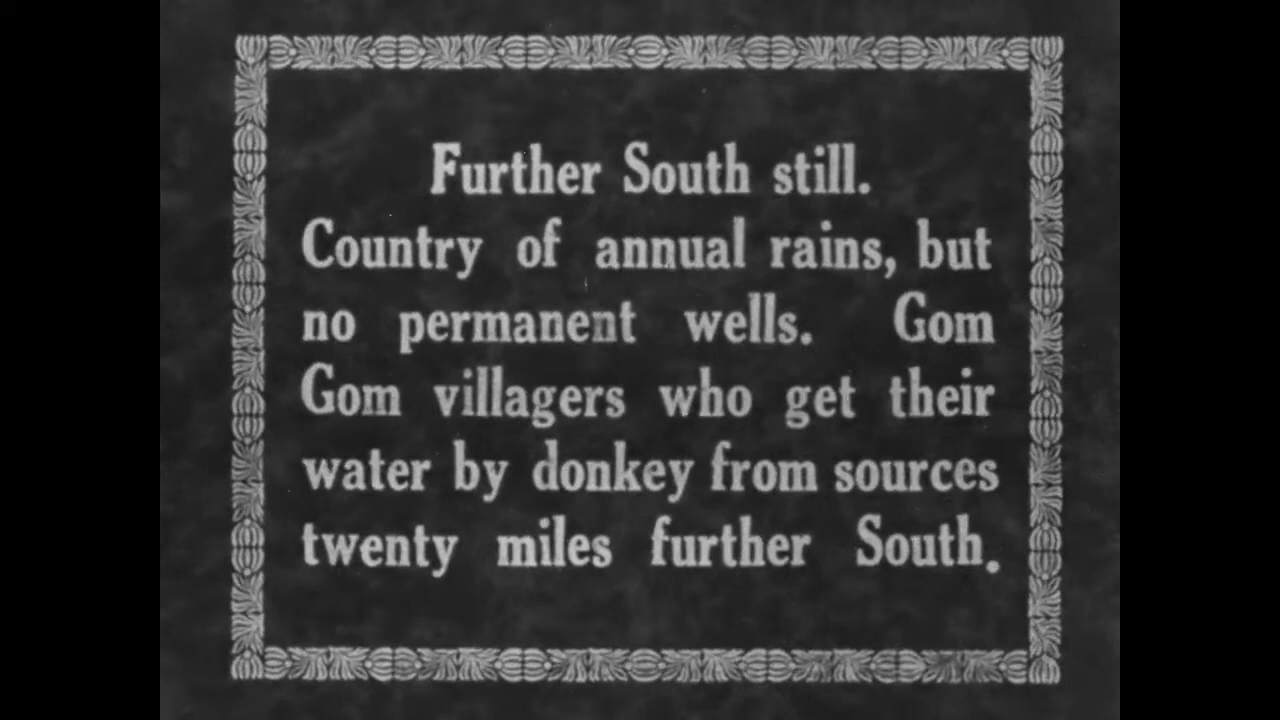 Further South still.
Country of annual rains, but
no permanent wells. Gom
Gom villagers who get their
water by donkey from sources
twenty miles further South.